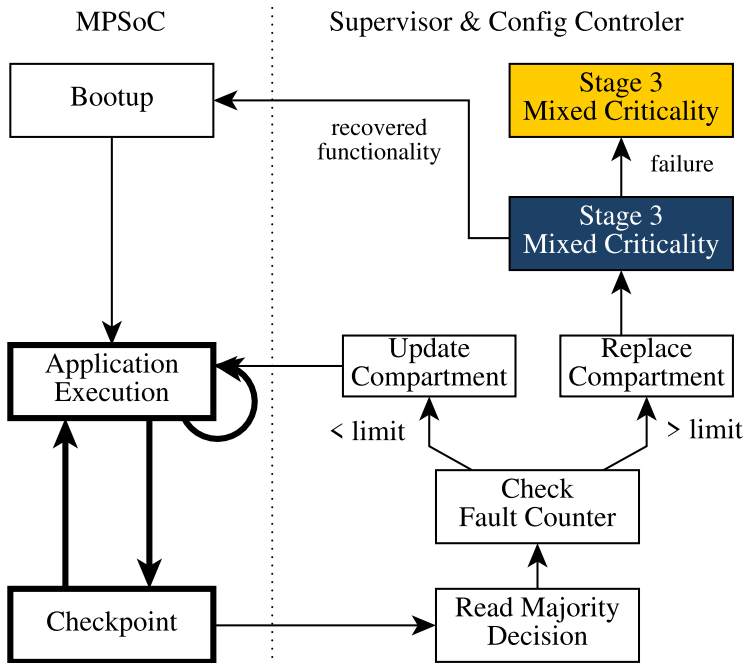 MPSoC
Supervisor & Config Controler
Bootup
Stage 3
Mixed Criticality
recovered
functionality
failure
Stage 3
Mixed Criticality
Application
Execution
Update
Compartment
Replace
Compartment
< limit
> limit
Check
Fault Counter
Checkpoint
Read Majority
Decision